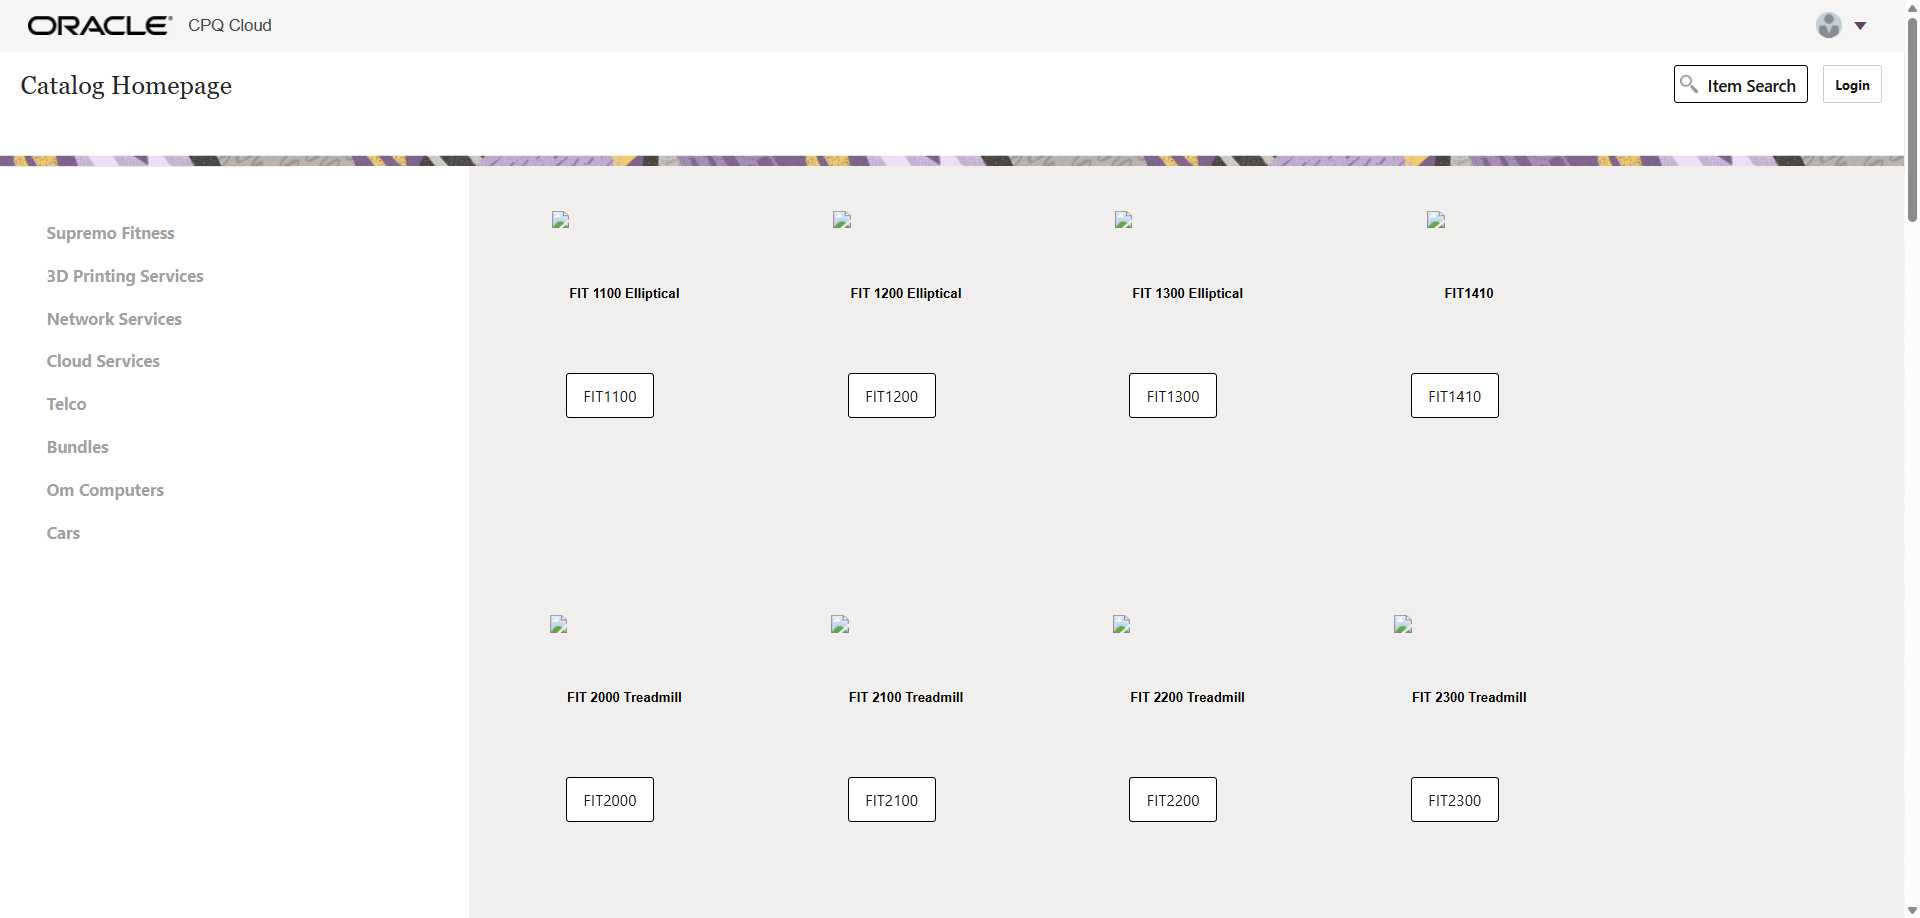 ORACLE® CPQ Cloud
Catalog Homepage
Item Search
Login
Supremo Fitness
3D Printing Services
Network Services
Cloud Services
Telco
Bundles
Om Computers
Cars
FIT 1100 Elliptical
FIT 1200 Elliptical
FIT 1300 Elliptical
FIT1410
FIT1100
FIT1200
FIT1300
FIT1410
FIT 2000 Treadmill
FIT 2100 Treadmill
FIT 2200 Treadmill
FIT 2300 Treadmill
FIT2000
FIT2100
FIT2200
FIT2300